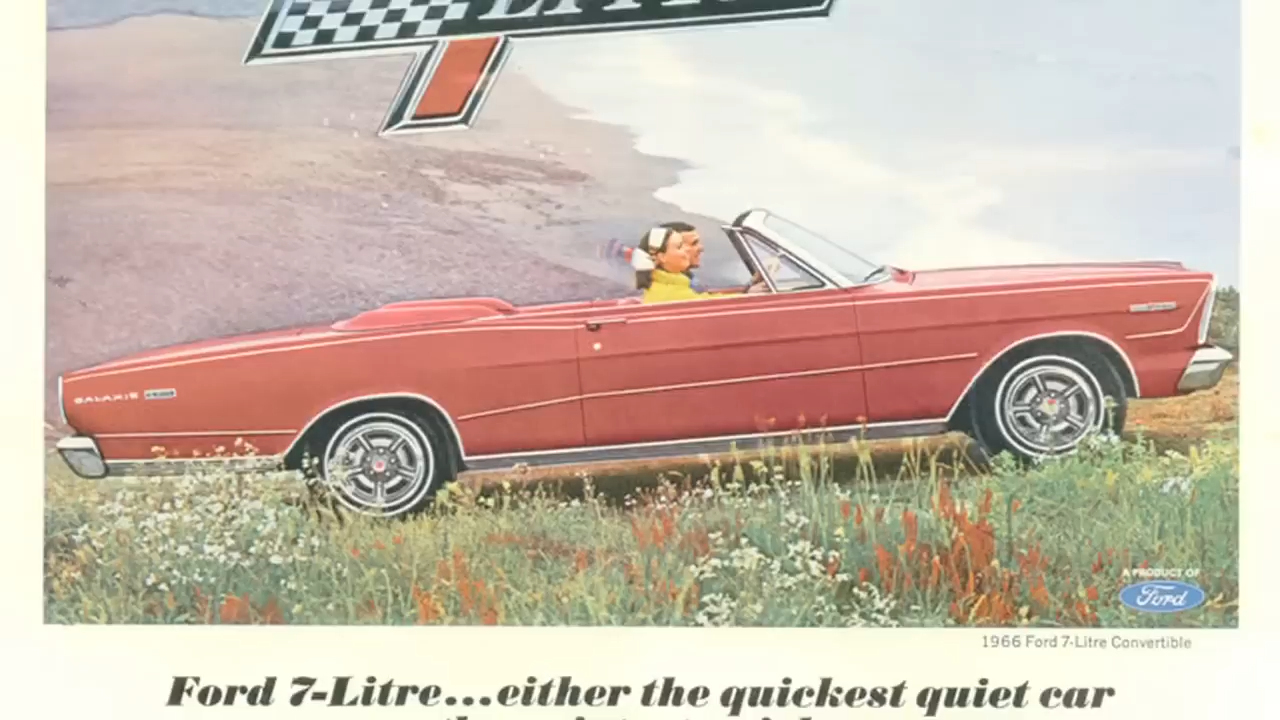 GALAXIE
A PRODUCT OF
Ford
1966 Ford 7-Litre Convertible
Ford 7-Litre...either the quickest quiet car